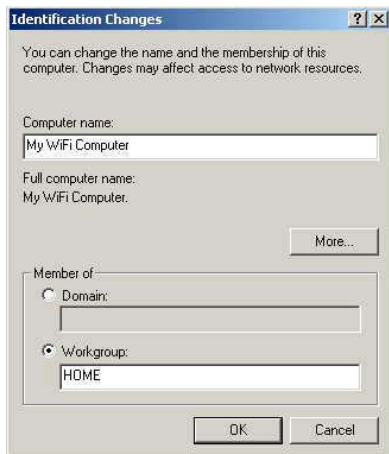 Identification Changes
You can change the name and the membership of this
computer. Changes may affect access to network resources.
Computer name:
My WiFi Computer
Full computer name:
My WiFi Computer.
More...
Member of
Domain:
Workgroup:
HOME
OK Cancel